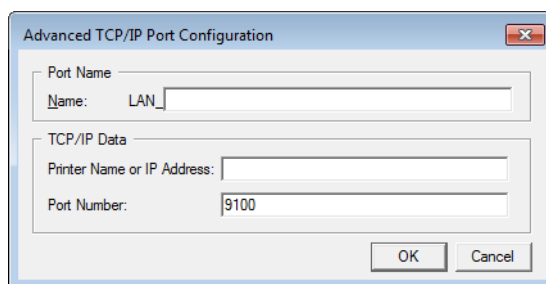 Advanced TCP/IP Port Configuration
Port Name
Name: LAN_
TCP/IP Data
Printer Name or IP Address:
Port Number: 9100
OK Cancel